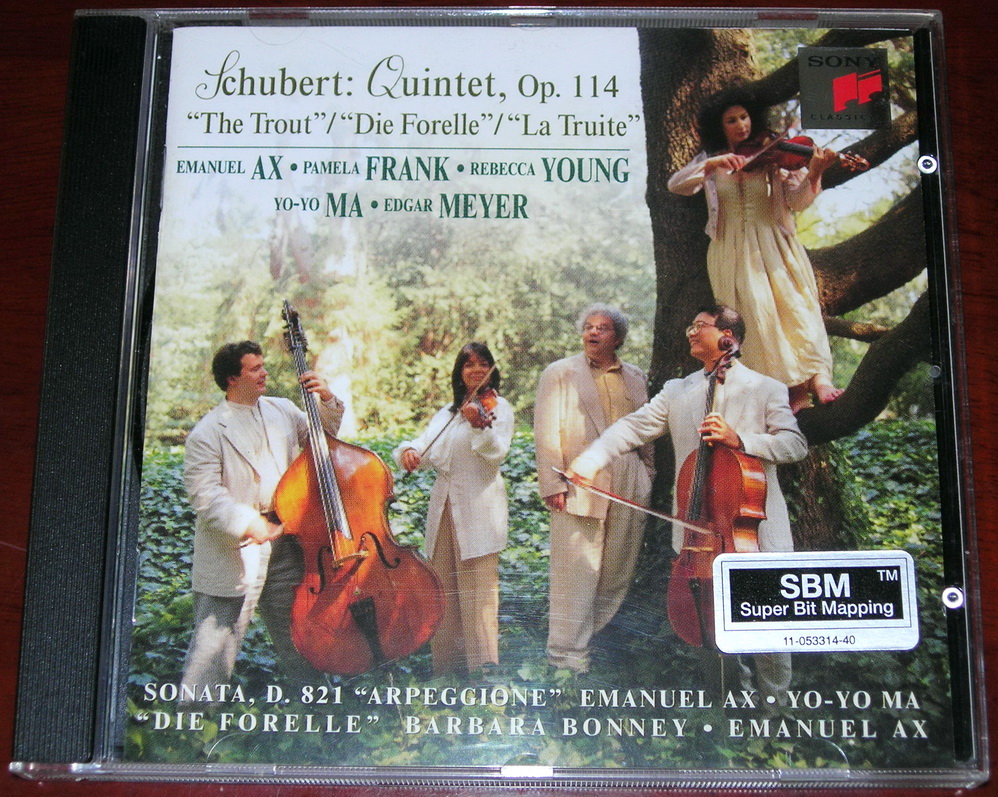 Schubert: Quintet, Op. 114
“The Trout”/“Die Forelle”/“La Truite”
EMANUEL AX • PAMELA FRANK • REBECCA YOUNG
YO-YO MA • EDGAR MEYER
SONY
CLASSICAL
SBM™
Super Bit Mapping
11-053314-40
SONATA, D. 821 “ARPEGGIONE” EMANUEL AX • YO-YO MA
“DIE FORELLE” BARBARA BONNEY • EMANUEL AX